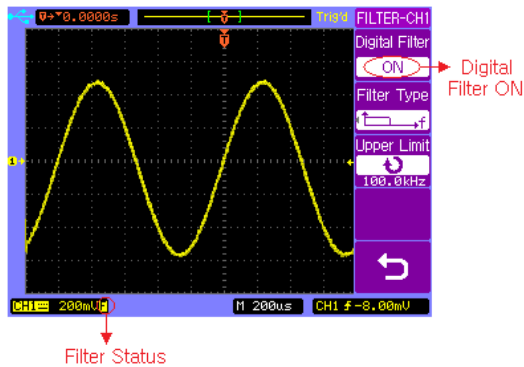 0.0000s Trig'd FILTER-CH1
T
Digital Filter
ON
Digital
Filter ON
Filter Type
f
Upper Limit
100.0kHz
1
CH1 200mV F M 200us CH1 -8.00mV
Filter Status